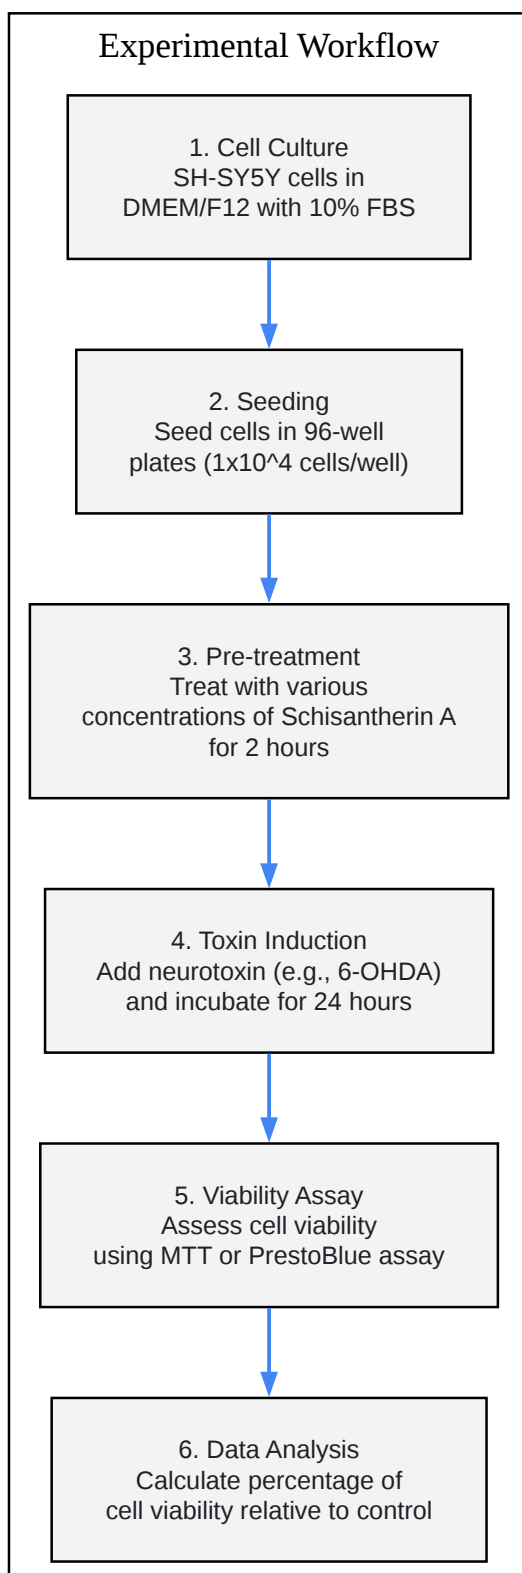 Experimental Workflow
1. Cell Culture
SH-SY5Y cells in
DMEM/F12 with 10% FBS
2. Seeding
Seed cells in 96-well
plates (1x10^4 cells/well)
3. Pre-treatment
Treat with various
concentrations of Schisantherin A
for 2 hours
4. Toxin Induction
Add neurotoxin (e.g., 6-OHDA)
and incubate for 24 hours
5. Viability Assay
Assess cell viability
using MTT or PrestoBlue assay
6. Data Analysis
Calculate percentage of
cell viability relative to control